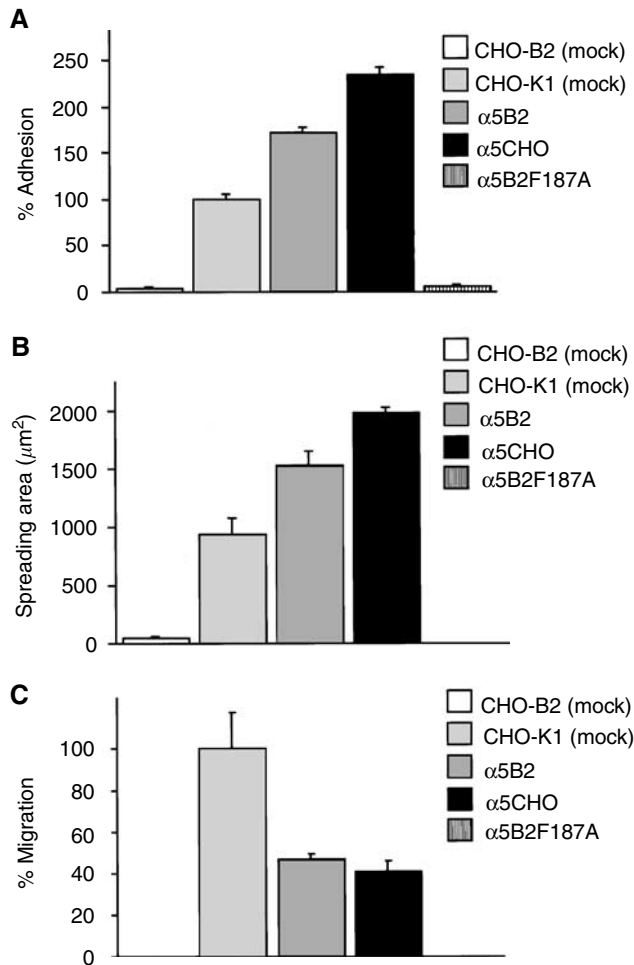 A
% Adhesion
250
200
150
100
50
0
CHO-B2 (mock)
CHO-K1 (mock)
α5B2
α5CHO
α5B2F187A
B
Spreading area (μm²)
2000
1500
1000
500
0
CHO-B2 (mock)
CHO-K1 (mock)
α5B2
α5CHO
α5B2F187A
C
% Migration
100
80
60
40
20
0
CHO-B2 (mock)
CHO-K1 (mock)
α5B2
α5CHO
α5B2F187A